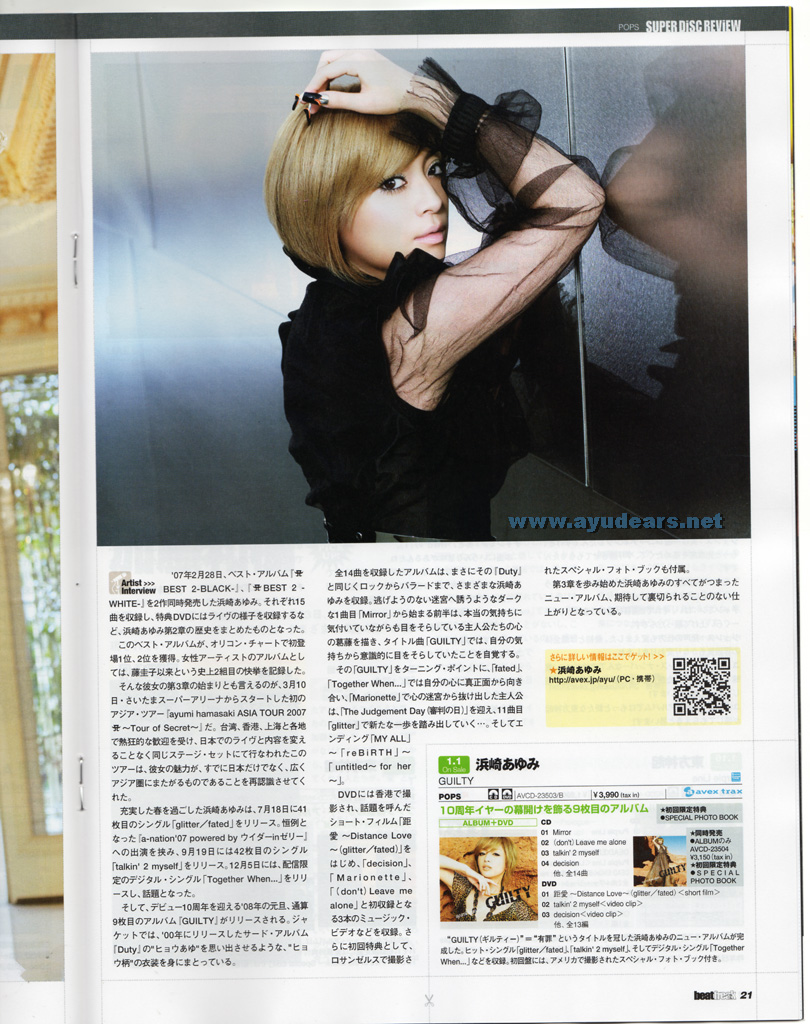 POPS SUPER DiSC REViEW
www.ayudears.net
Artist >>>
Interview
'07年2月28日、ベスト・アルバム『
BEST 2-BLACK-』、『 BEST 2 -
WHITE-』を2作同時発売した浜崎あゆみ。それぞれ15
曲を収録し、特典DVDにはライヴの様子を収録するな
ど、浜崎あゆみ第2章の歴史をまとめたものとなった。
このベスト・アルバムが、オリコン・チャートで初登
場1位、2位を獲得。女性アーティストのアルバムとし
ては、藤圭子以来という史上2組目の快挙を記録した。
そんな彼女の第3章の始まりとも言えるのが、3月10
日・さいたまスーパーアリーナからスタートした初の
アジア・ツアー「ayumi hamasaki ASIA TOUR 2007
〜Tour of Secret〜」だ。台湾、香港、上海と各地
で熱狂的な歓迎を受け、日本でのライヴと内容を変え
ることなく同じステージ・セットにて行なわれたこの
ツアーは、彼女の魅力が、すでに日本だけでなく、広く
アジア圏にまたがるものであることを再認識させてく
れた。
充実した春を過ごした浜崎あゆみは、7月18日に41
枚目のシングル「glitter／fated」をリリース。恒例とな
った「a-nation'07 powered by ウイダーinゼリー」
への出演を挟み、9月19日には42枚目のシングル
「talkin' 2 myself」をリリース。12月5日には、配信限
定のデジタル・シングル「Together When...」をリリ
ースし、話題となった。
そして、デビュー10周年を迎える'08年の元旦、通算
9枚目のアルバム『GUILTY』がリリースされる。ジャ
ケットでは、'00年にリリースしたサード・アルバム
『Duty』の"ヒョウあゆ"を思い出させるような、"ヒョ
ウ柄"の衣装を身にまとっている。
全14曲を収録したアルバムは、まさにその『Duty』
と同じくロックからバラードまで、さまざまな浜崎あ
ゆみを収録。逃げようのない迷宮へ誘うようなダーク
な1曲目「Mirror」から始まる前半は、本当の気持ちに
気付いていながらも目をそらしている主人公たちの心
の葛藤を描き、タイトル曲「GUILTY」では、自分の気
持ちから意識的に目をそらしていたことを自覚する。
その「GUILTY」をターニング・ポイントに、「fated」、
「Together When...」では自分の心に真正面から向き
合い、「Marionette」で心の迷宮から抜け出した主人公
は、「The Judgement Day（審判の日）」を迎え、11曲目
「glitter」で新たな一歩を踏み出していく…。そしてエ
ンディング「MY ALL」
〜「reBiRTH」〜
「untitled〜for her
〜」。
DVDには香港で撮
影され、話題を呼んだ
ショート・フィルム「距
愛 〜Distance Love
〜（glitter／fated）」を
はじめ、「decision」、
「Marionette」、
「（don't）Leave me
alone」と初収録とな
る3本のミュージック・
ビデオなどを収録。さ
らに初回特典として、
ロサンゼルスで撮影さ
れたスペシャル・フォト・ブックも付属。
第3章を歩み始めた浜崎あゆみのすべてがつまった
ニュー・アルバム、期待して裏切られることのない仕
上がりとなっている。
さらに詳しい情報はここでゲット! >>
★浜崎あゆみ
http://avex.jp/ayu/（PC・携帯）
1.1
On Sale
浜崎あゆみ
GUILTY
POPS AVCD-23503/B ￥3,990 (tax in) avex trax
10周年イヤーの幕開けを飾る9枚目のアルバム
ALBUM+DVD
GUILTY
CD
01 Mirror
02 (don't) Leave me alone
03 talkin' 2 myself
04 decision
他、全14曲
DVD
01 距愛 〜Distance Love〜（glitter／fated）＜short film＞
02 talkin' 2 myself＜video clip＞
03 decision＜video clip＞
他、全13編
GUILTY
★初回限定特典
●SPECIAL PHOTO BOOK
★同時発売
●ALBUMのみ
AVCD-23504
¥3,150 (tax in)
★初回限定特典
●SPECIAL
PHOTO BOOK
"GUILTY（ギルティー）"＝"有罪"というタイトルを冠した浜崎あゆみのニュー・アルバムが完
成した。ヒット・シングル「glitter／fated」、「talkin' 2 myself」、そしてデジタル・シングル「Together
When...」などを収録。初回盤には、アメリカで撮影されたスペシャル・フォト・ブック付き。
beatfreak 21